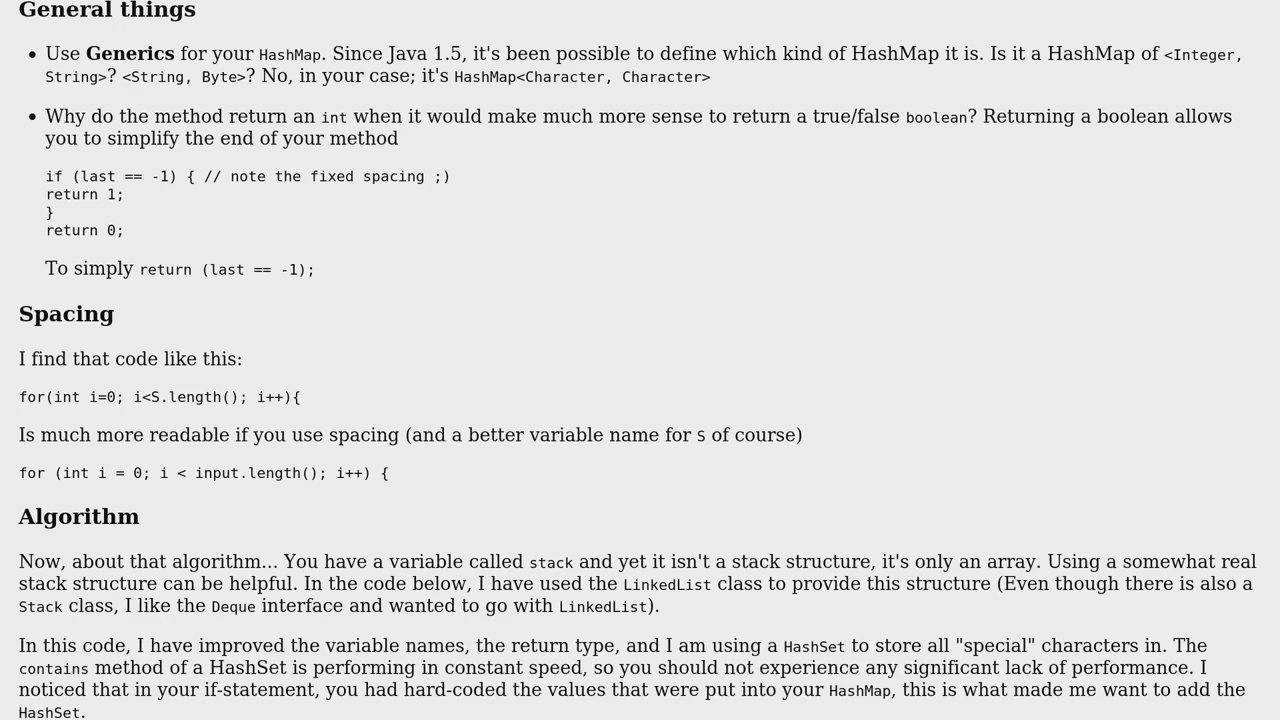 General things
• Use Generics for your HashMap. Since Java 1.5, it's been possible to define which kind of HashMap it is. Is it a HashMap of <Integer,
String>? <String, Byte>? No, in your case; it's HashMap<Character, Character>
• Why do the method return an int when it would make much more sense to return a true/false boolean? Returning a boolean allows
you to simplify the end of your method
if (last == -1) { // note the fixed spacing ;)
return 1;
}
return 0;
To simply return (last == -1);
Spacing
I find that code like this:
for(int i=0; i<S.length(); i++){
Is much more readable if you use spacing (and a better variable name for S of course)
for (int i = 0; i < input.length(); i++) {
Algorithm
Now, about that algorithm... You have a variable called stack and yet it isn't a stack structure, it's only an array. Using a somewhat real
stack structure can be helpful. In the code below, I have used the LinkedList class to provide this structure (Even though there is also a
Stack class, I like the Deque interface and wanted to go with LinkedList).
In this code, I have improved the variable names, the return type, and I am using a HashSet to store all "special" characters in. The
contains method of a HashSet is performing in constant speed, so you should not experience any significant lack of performance. I
noticed that in your if-statement, you had hard-coded the values that were put into your HashMap, this is what made me want to add the
HashSet.